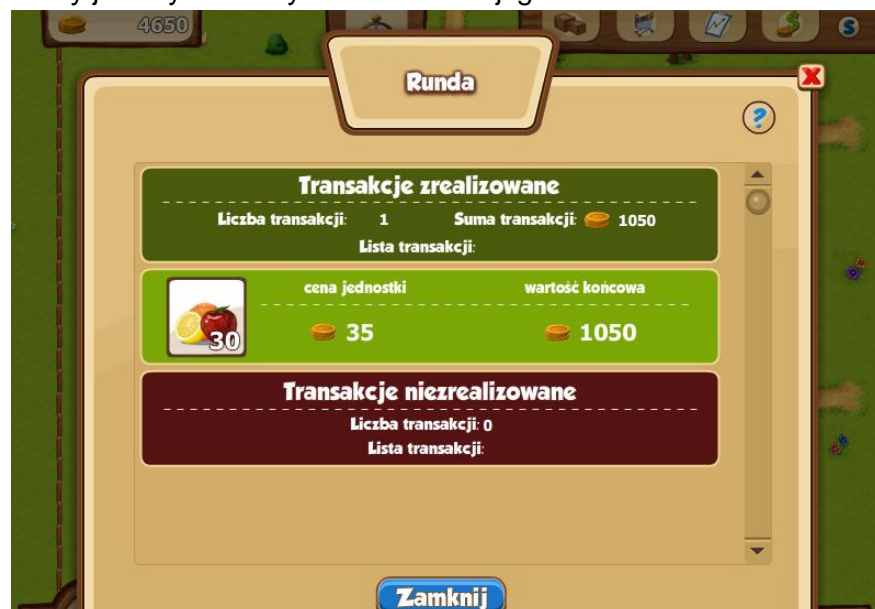 4650
S
Runda
X
?
Transakcje zrealizowane
Liczba transakcji: 1 Suma transakcji: 1050
Lista transakcji:
cena jednostki wartość końcowa
30 35 1050
Transakcje niezrealizowane
Liczba transakcji: 0
Lista transakcji:
Zamknij